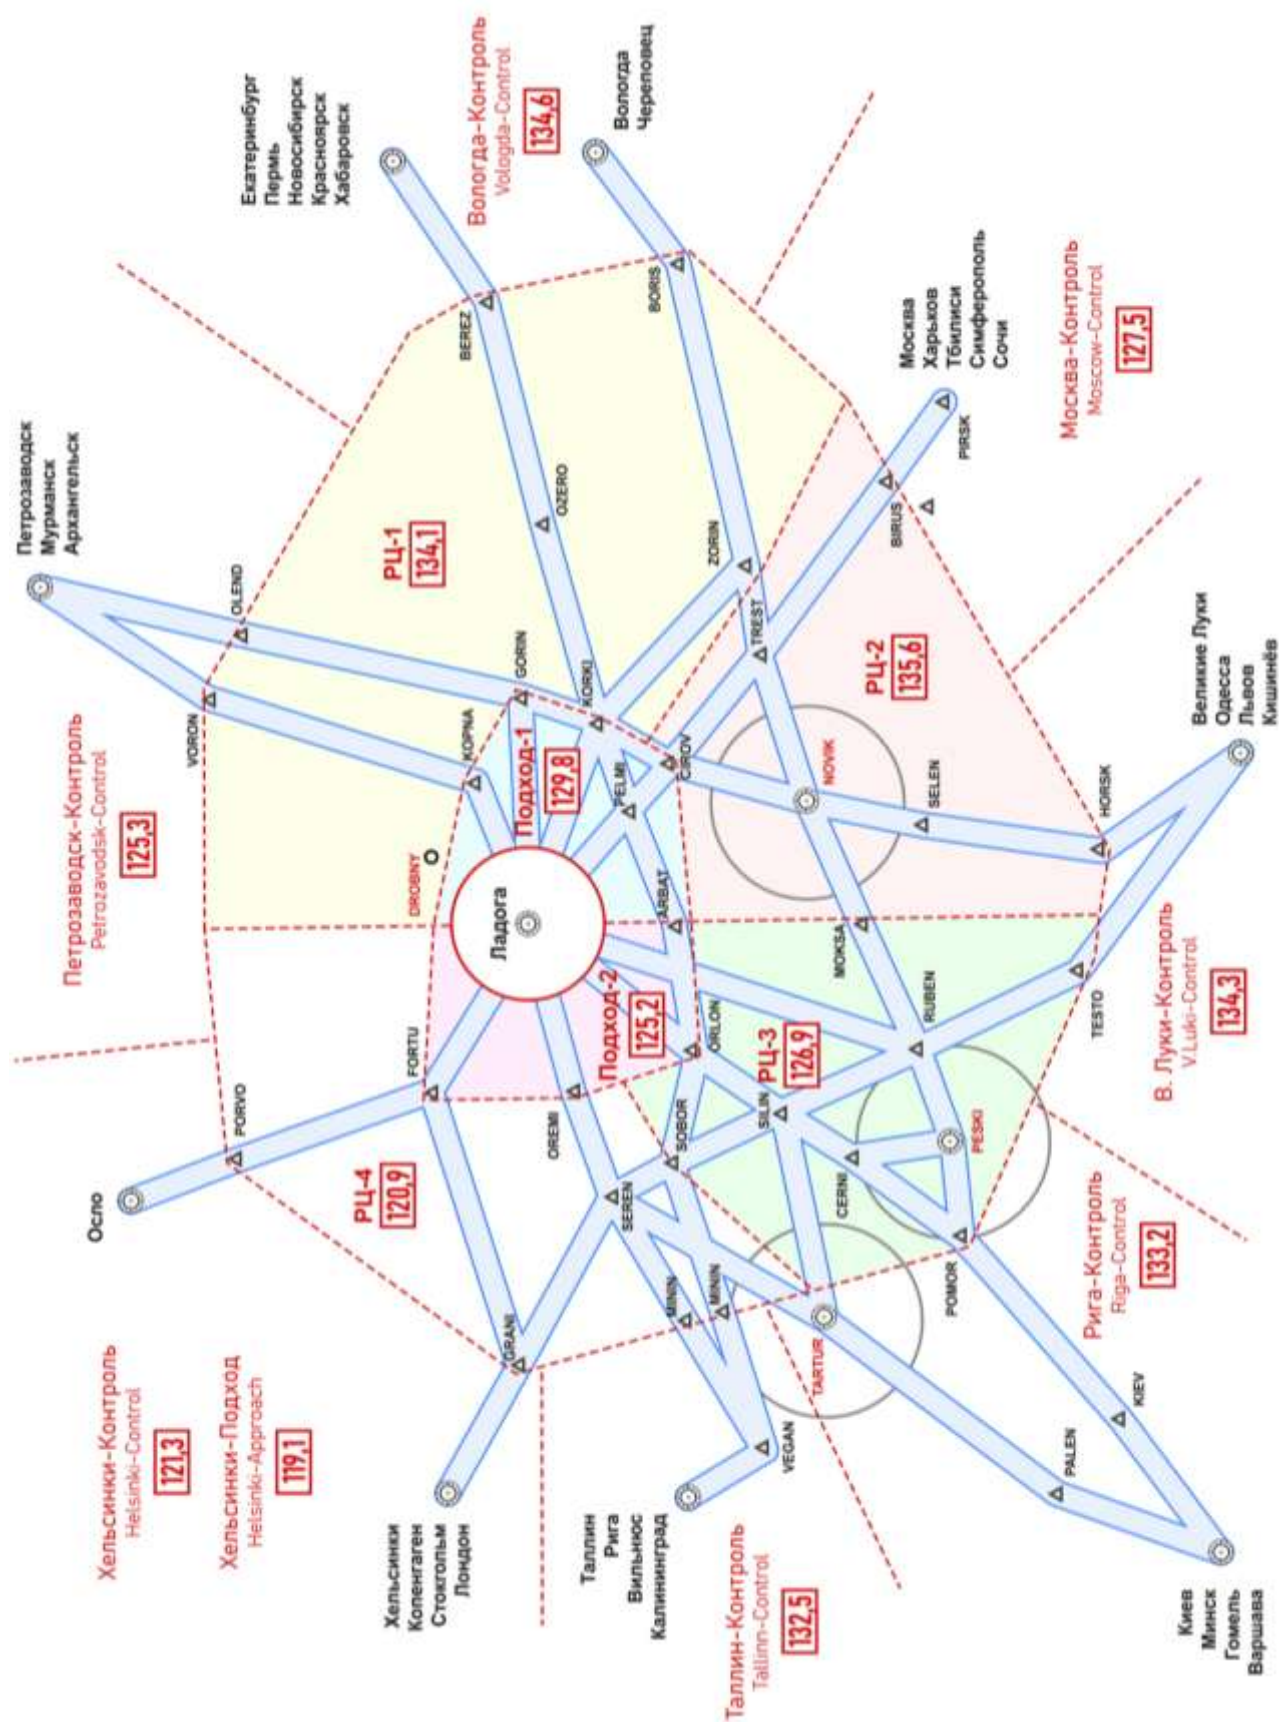 Петрозаводск
Мурманск
Архангельск
Екатеринбург
Пермь
Новосибирск
Красноярск
Хабаровск
Вологда-Контроль
Vologda-Control
134,6
Вологда
Череповец
Петрозаводск-Контроль
Petrozavodsk-Control
125,3
Осло
PORVO
VORON
OLEND
BEREZ
BORIS
РЦ-1
134,1
OZERO
DROBNY
KOPNA
GORIN
KORKI
ZORIN
Хельсинки-Контроль
Helsinki-Control
121,3
Хельсинки-Подход
Helsinki-Approach
119,1
РЦ-4
120,9
FORTU
Ладога
Подход-1
129,8
PELMI
CIROV
TREST
Москва
Харьков
Тбилиси
Симферополь
Сочи
PIRSK
BIRUS
Москва-Контроль
Moscow-Control
127,5
Хельсинки
Копенгаген
Стокгольм
Лондон
GRANI
OREMI
SEREN
Подход-2
125,2
ARBAT
ORLON
SOBOR
РЦ-2
135,6
NOVIK
SELEN
HORSK
MOKSA
Таллин
Рига
Вильнюс
Калининград
MININ
MININ
VEGAN
TARTUR
РЦ-3
126,9
SILIN
CERNI
RUBEN
PESKI
TESTO
POMOR
Великие Луки
Одесса
Львов
Кишинёв
Таллин-Контроль
Tallinn-Control
132,5
PALEN
KIEV
Рига-Контроль
Riga-Control
133,2
В. Луки-Контроль
V.Luki-Control
134,3
Киев
Минск
Гомель
Варшава